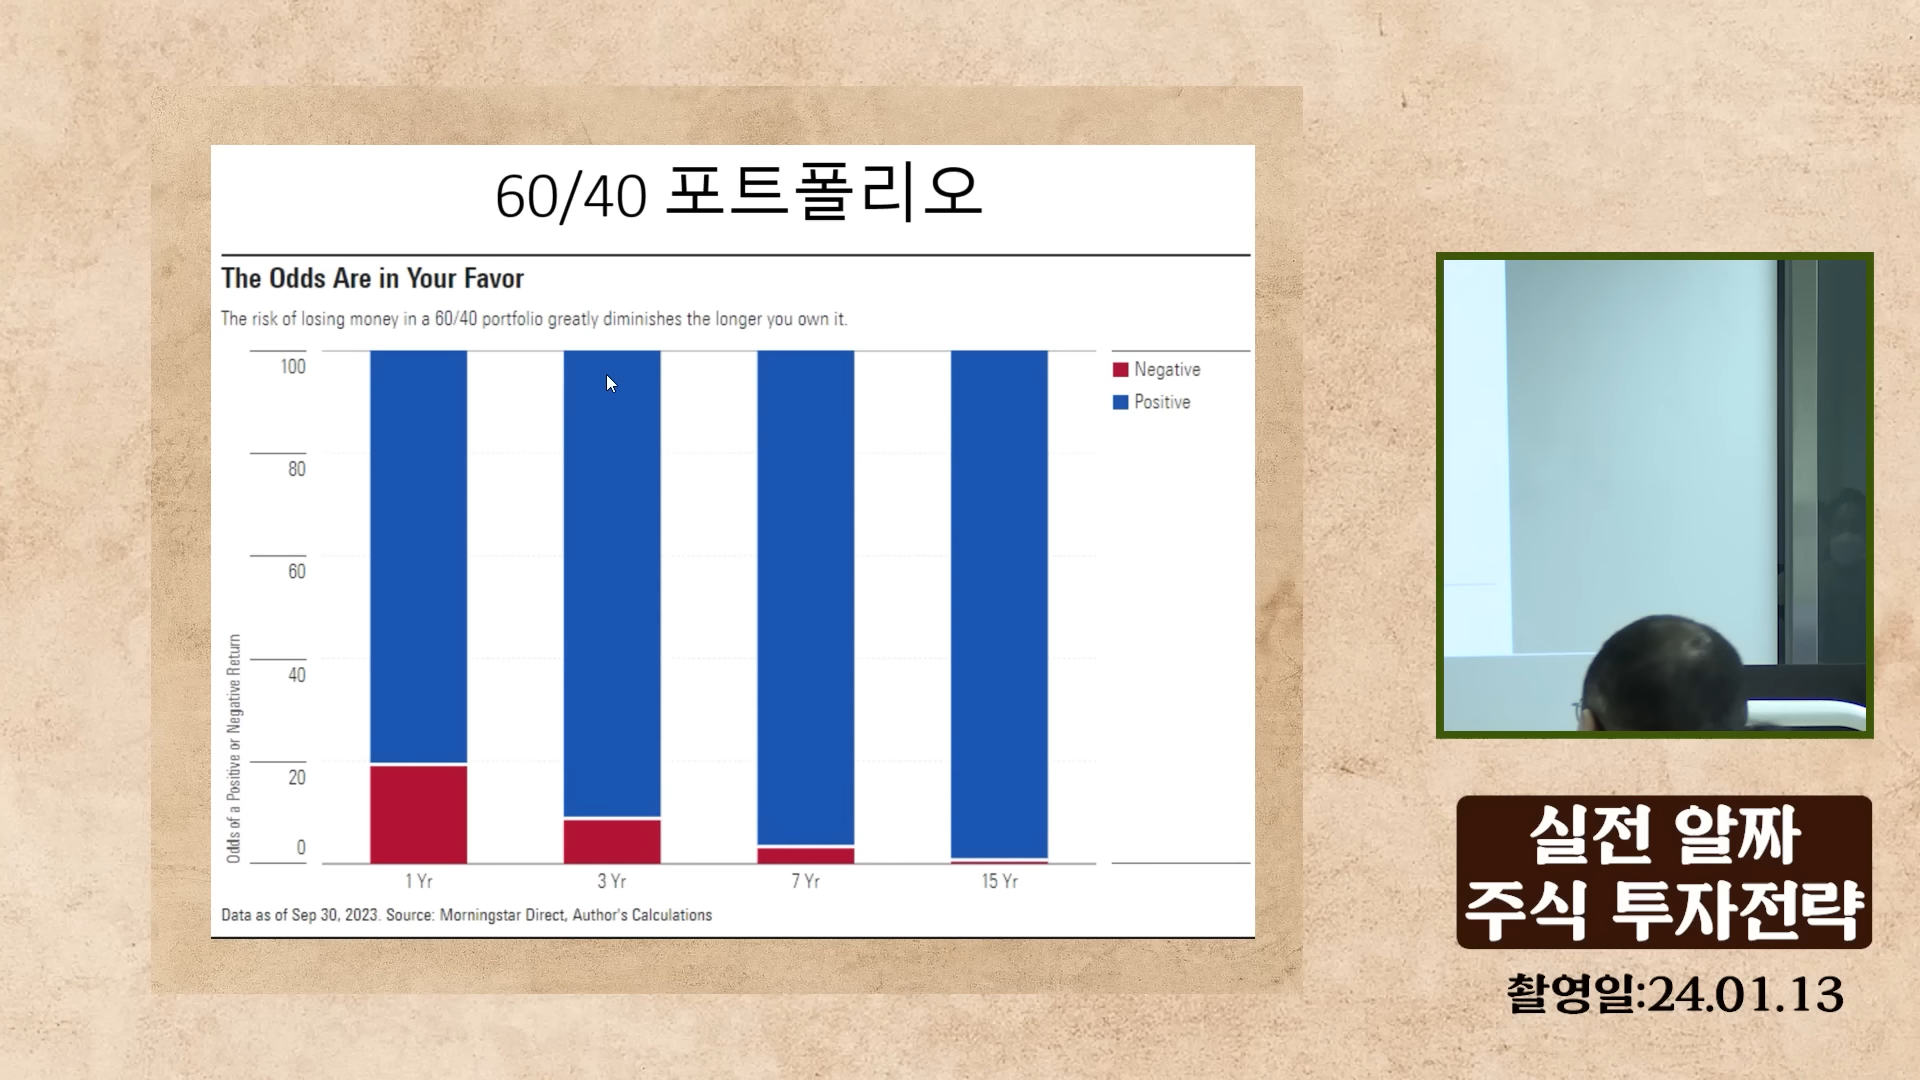 60/40 포트폴리오
The Odds Are in Your Favor
The risk of losing money in a 60/40 portfolio greatly diminishes the longer you own it.
Odds of a Positive or Negative Return
100
80
60
40
20
0
Negative
Positive
1 Yr
3 Yr
7 Yr
15 Yr
Data as of Sep 30, 2023. Source: Morningstar Direct, Author's Calculations
실전 알짜
주식 투자전략
촬영일:24.01.13